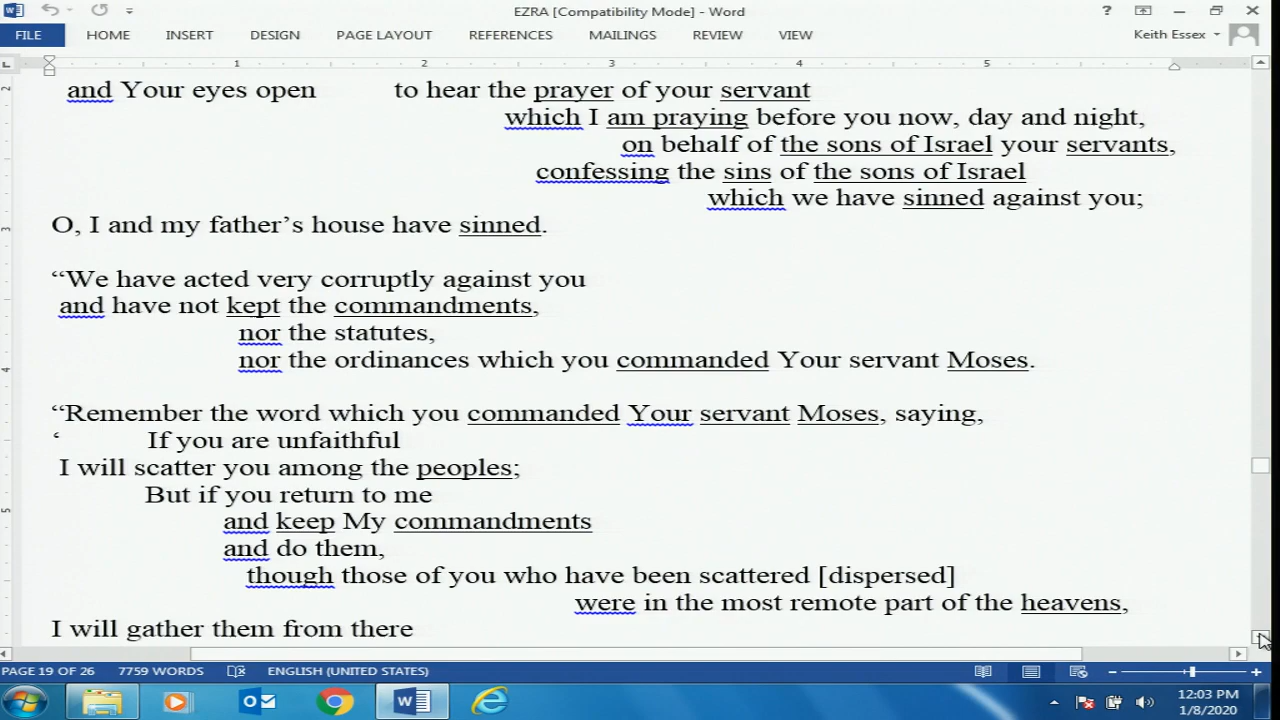 EZRA [Compatibility Mode] - Word
FILE HOME INSERT DESIGN PAGE LAYOUT REFERENCES MAILINGS REVIEW VIEW Keith Essex
1 2 3 4 5
and Your eyes open to hear the prayer of your servant
which I am praying before you now, day and night,
on behalf of the sons of Israel your servants,
confessing the sins of the sons of Israel
which we have sinned against you;
O, I and my father’s house have sinned.
“We have acted very corruptly against you
and have not kept the commandments,
nor the statutes,
nor the ordinances which you commanded Your servant Moses.
“Remember the word which you commanded Your servant Moses, saying,
‘ If you are unfaithful
I will scatter you among the peoples;
But if you return to me
and keep My commandments
and do them,
though those of you who have been scattered [dispersed]
were in the most remote part of the heavens,
I will gather them from there
PAGE 19 OF 26 7759 WORDS ENGLISH (UNITED STATES)
12:03 PM
1/8/2020